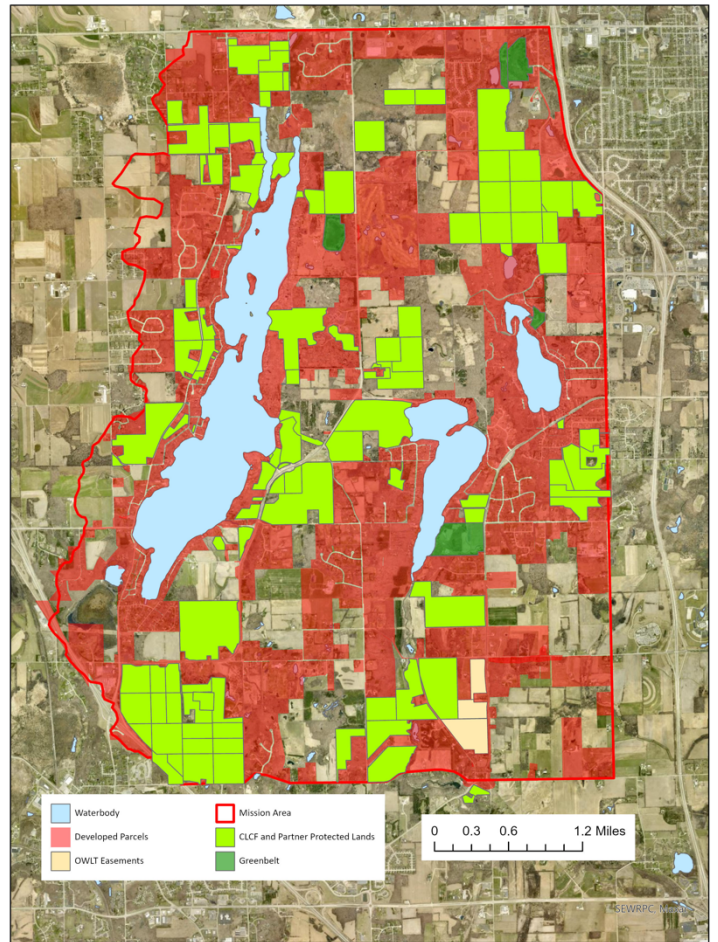 Waterbody
Mission Area
Developed Parcels
CLCF and Partner Protected Lands
OWLT Easements
Greenbelt
0 0.3 0.6 1.2 Miles
SEWRPC,